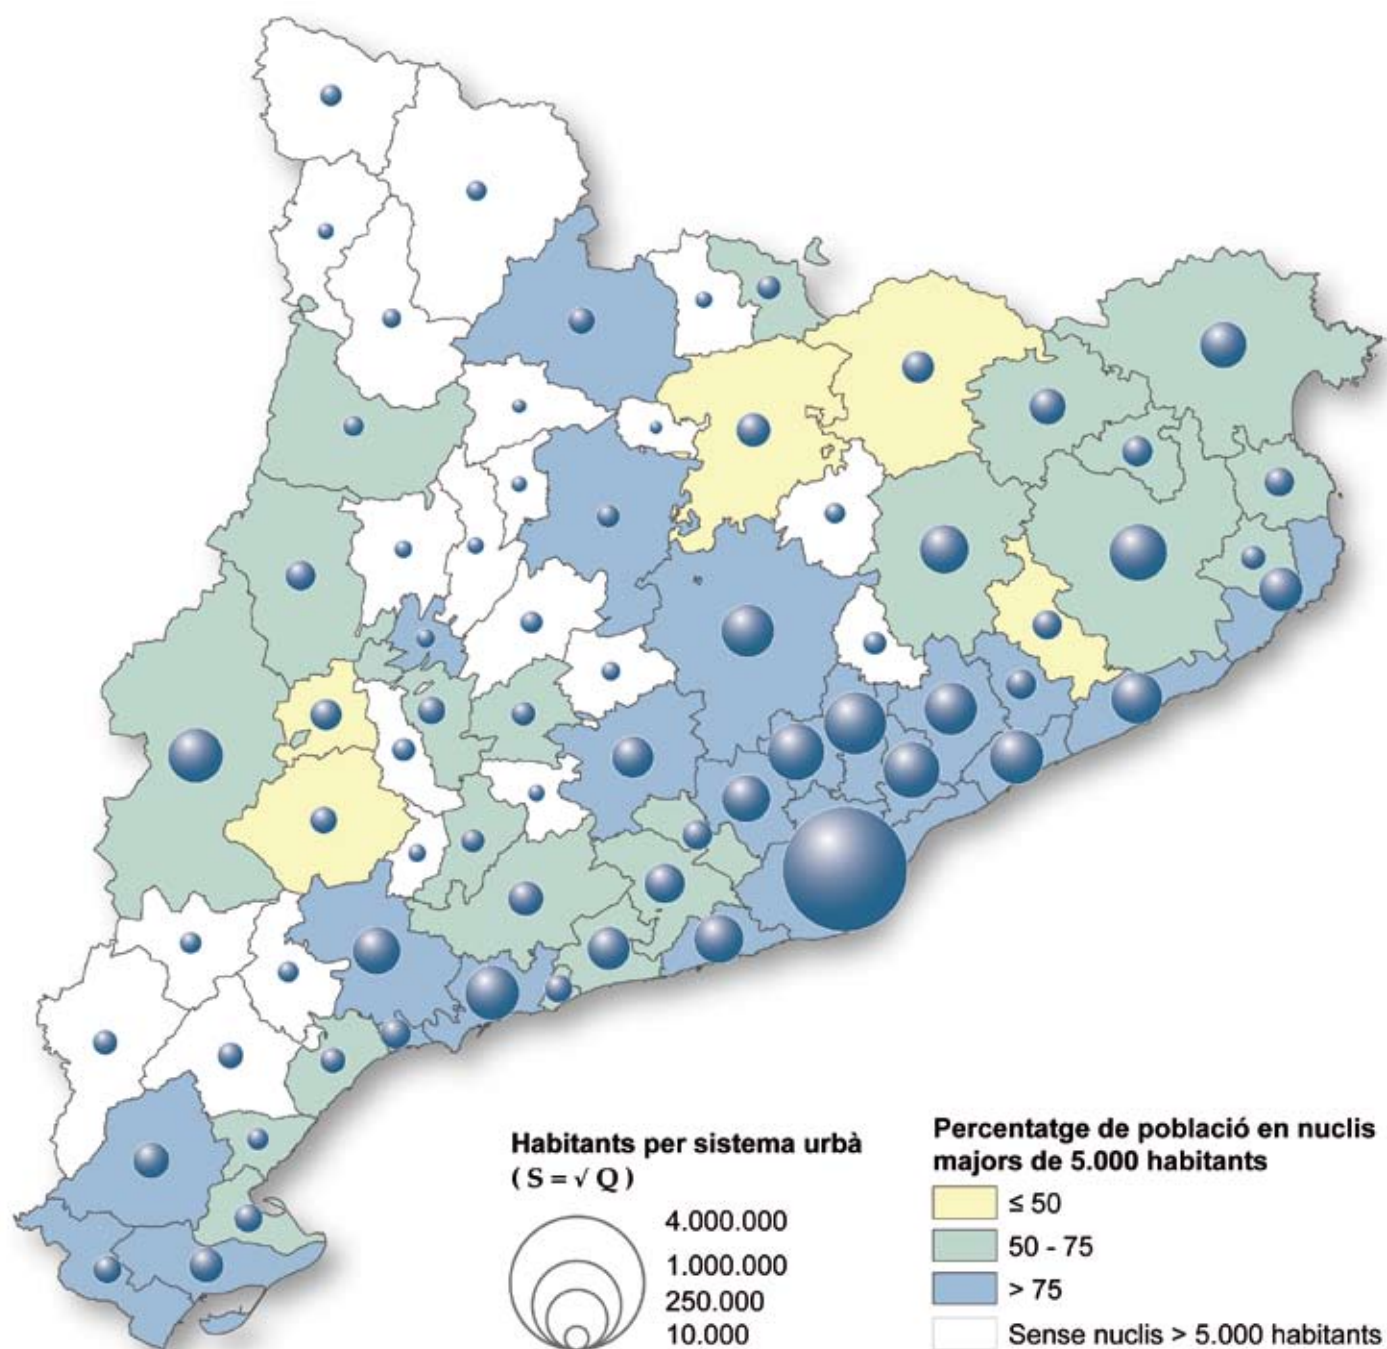 Habitants per sistema urbà
( S = √ Q )
4.000.000
1.000.000
250.000
10.000
Percentatge de població en nuclis
majors de 5.000 habitants
≤ 50
50 - 75
> 75
Sense nuclis > 5.000 habitants